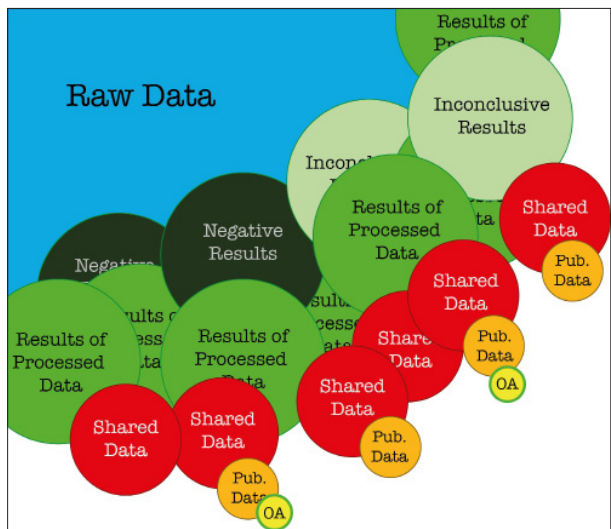 Results of
Raw Data
Inconclusive
Results
Results of
Processed
Data
Shared
Data
Negative
Results
Pub.
Data
Shared
Data
Results of
Processed
Data
Results of
Processed
Data
Pub.
Data
Shared
Data
OA
Shared
Data
Shared
Data
Shared
Data
Pub.
Data
Pub.
Data
OA